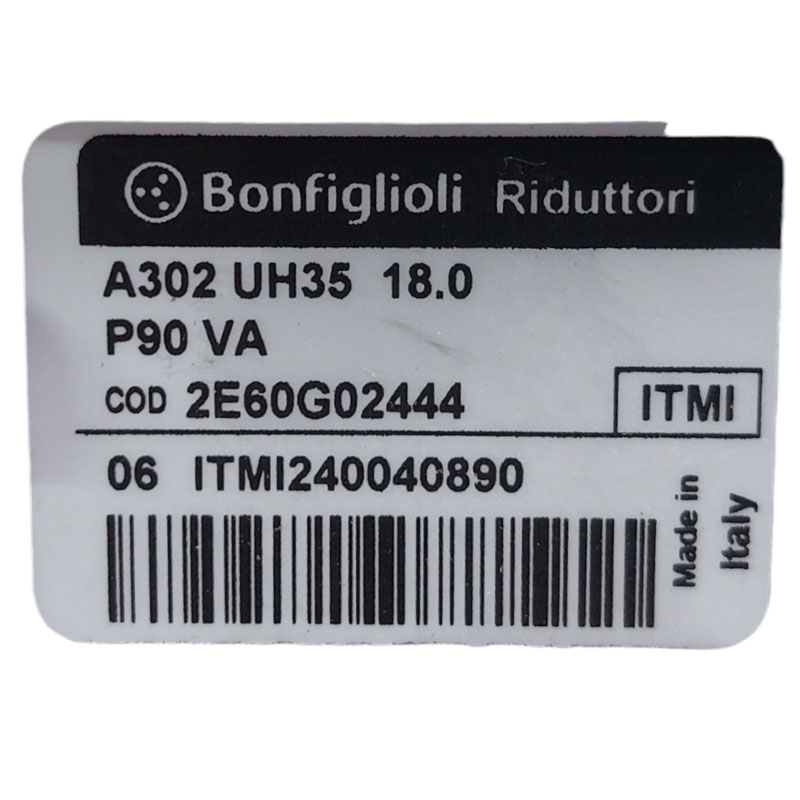 Bonfiglioli Riduttori
A302 UH35 18.0
P90 VA
COD 2E60G02444
ITMI
06 ITMI240040890
Made in
Italy